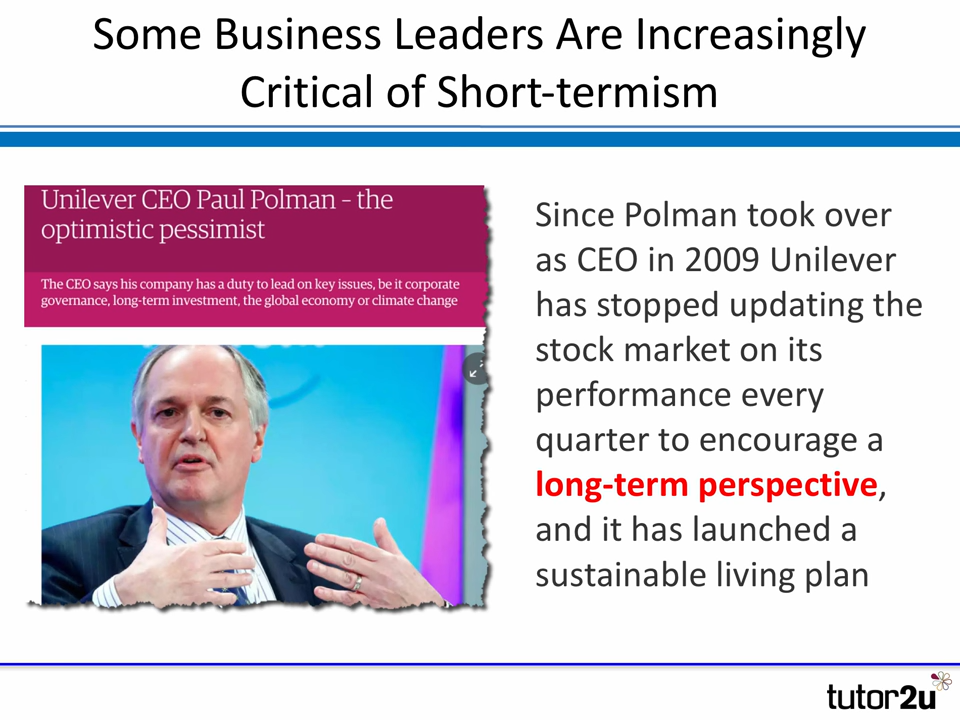 Some Business Leaders Are Increasingly
Critical of Short-termism
Unilever CEO Paul Polman – the
optimistic pessimist
The CEO says his company has a duty to lead on key issues, be it corporate
governance, long-term investment, the global economy or climate change
Since Polman took over
as CEO in 2009 Unilever
has stopped updating the
stock market on its
performance every
quarter to encourage a
long-term perspective,
and it has launched a
sustainable living plan
tutor2u